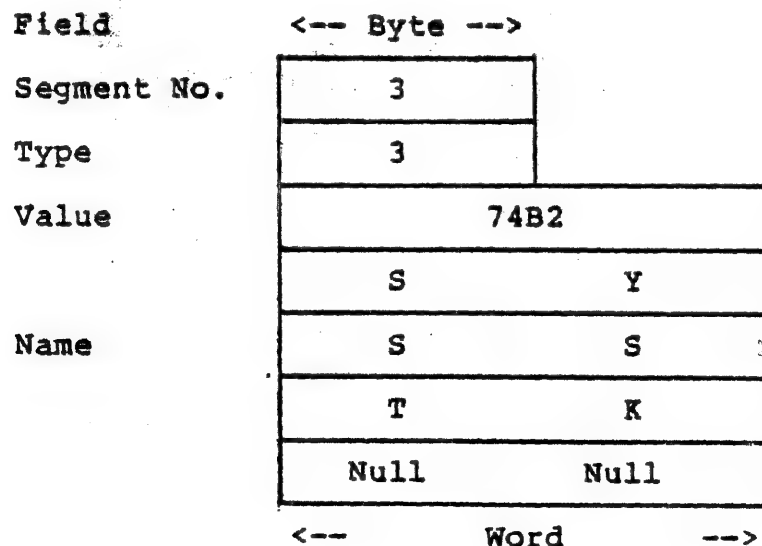 Field <-- Byte -->
Segment No. 3
Type 3
Value 74B2
S Y
Name S S
T K
Null Null
<-- Word -->